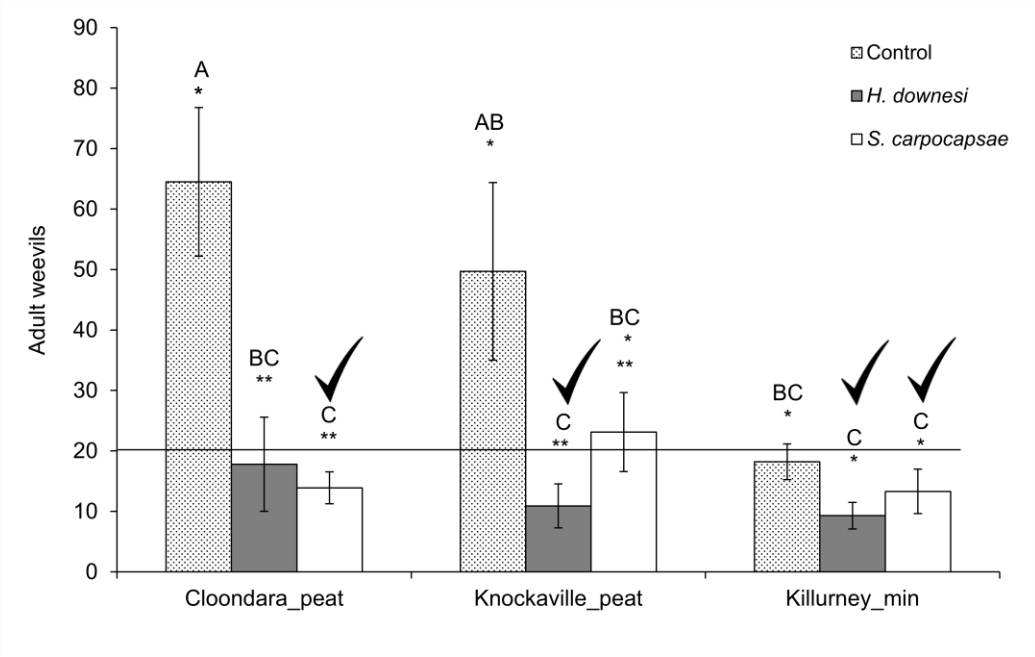 90
80
70
60
50
40
30
20
10
0
Adult weevils
Control
H. downesi
S. carpocapsae
A
*
BC
**
C
**
AB
*
C
**
BC
*
**
BC
*
C
*
C
*
Cloondara_peat
Knockaville_peat
Killurney_min